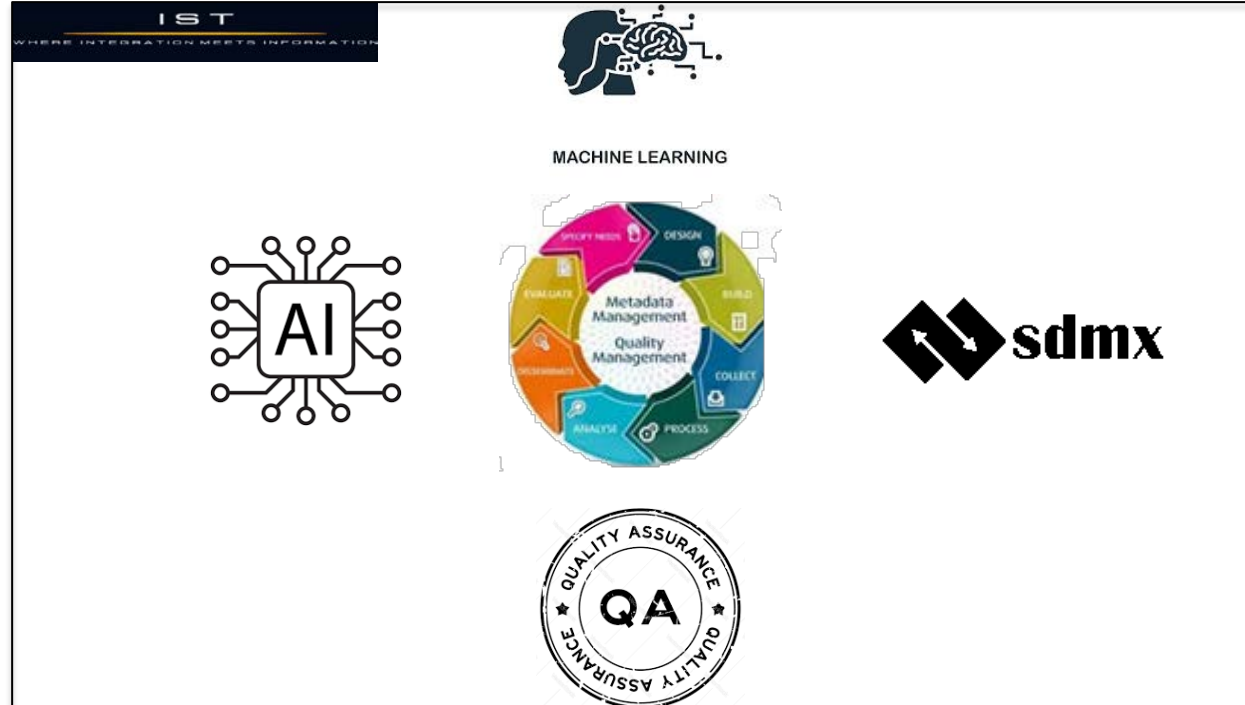 IST
WHERE INTEGRATION MEETS INFORMATION
MACHINE LEARNING
AI
SPECIFY NEEDS
DESIGN
BUILD
COLLECT
PROCESS
ANALYSE
DISSEMINATE
EVALUATE
Metadata
Management
Quality
Management
sdmx
QUALITY ASSURANCE
QA
QUALITY ASSURANCE